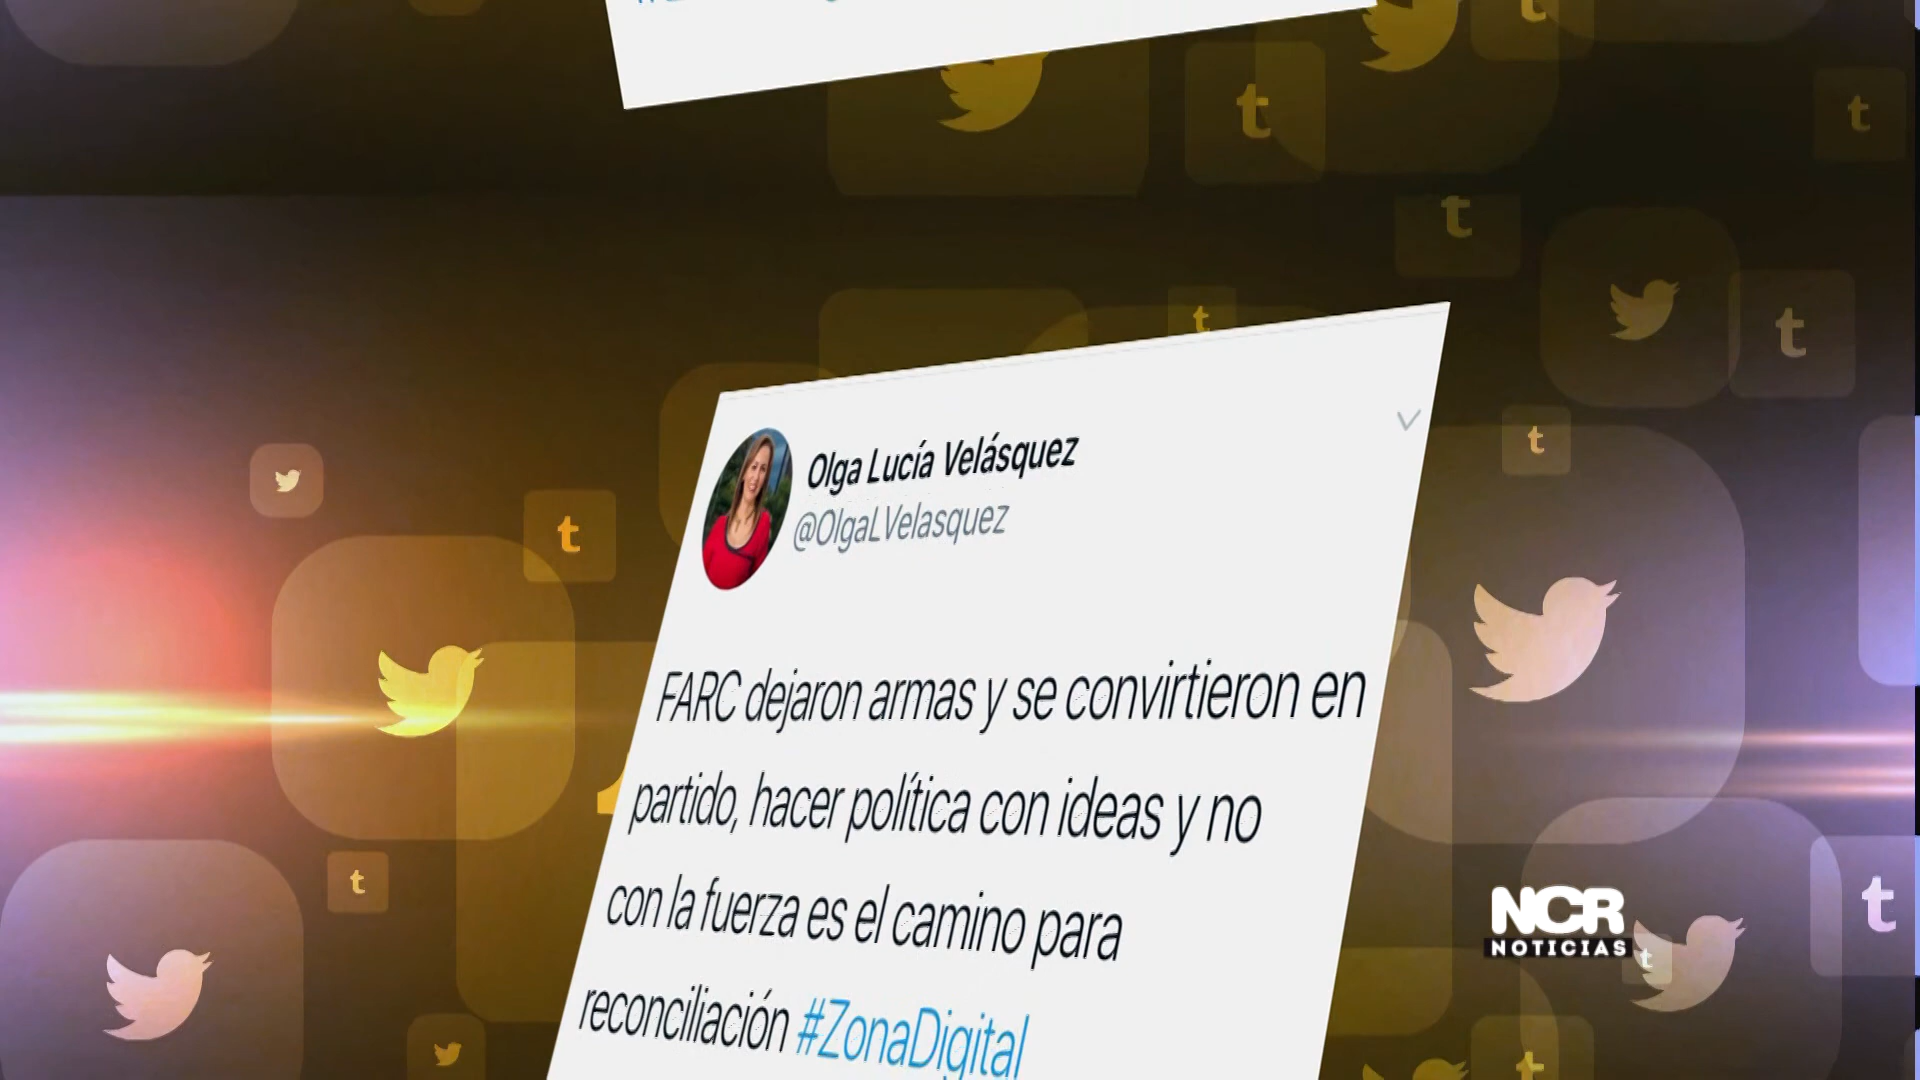 Olga Lucía Velásquez
@OlgaLVelasquez
FARC dejaron armas y se convirtieron en
partido, hacer política con ideas y no
con la fuerza es el camino para
reconciliación #ZonaDigital
NCR
NOTICIAS